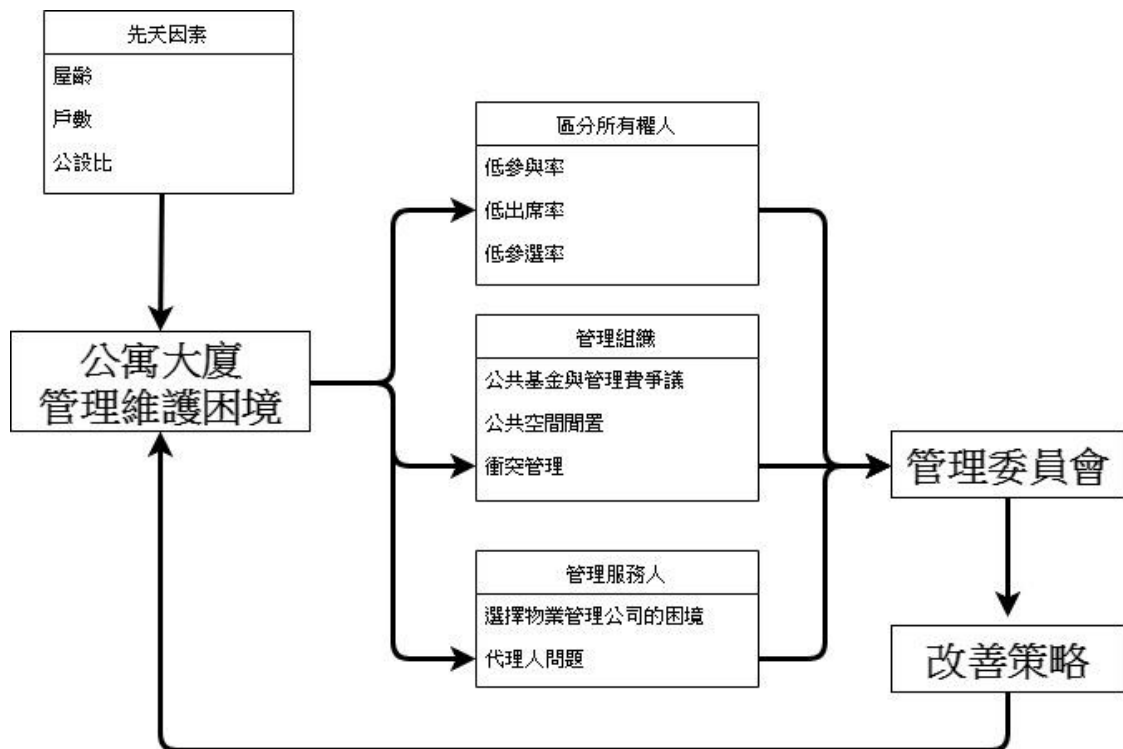 先天因素
屋齡
戶數
公設比
公寓大廈
管理維護困境
區分所有權人
低參與率
低出席率
低參選率
管理組織
公共基金與管理費爭議
公共空間閒置
衝突管理
管理服務人
選擇物業管理公司的困境
代理人問題
管理委員會
改善策略